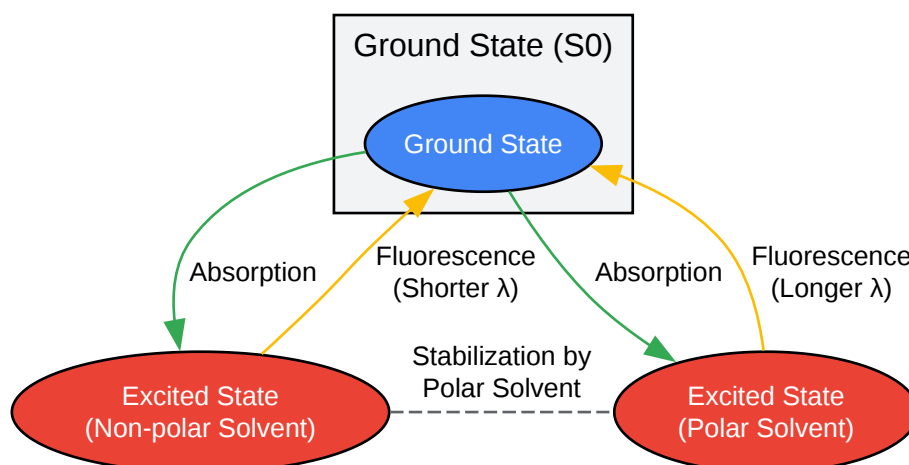 Ground State (S0)
Ground State
Absorption
Fluorescence
(Shorter λ)
Absorption
Fluorescence
(Longer λ)
Stabilization by
Polar Solvent
Excited State
(Non-polar Solvent)
Excited State
(Polar Solvent)